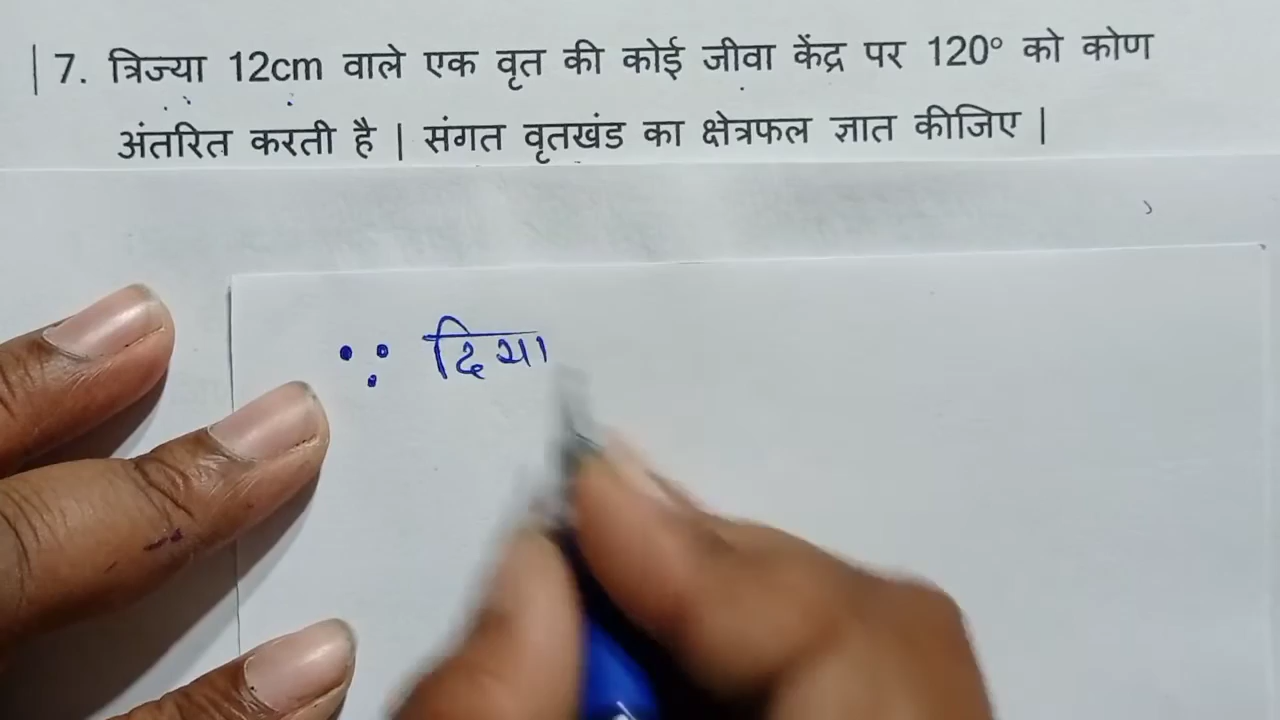 7. त्रिज्या 12cm वाले एक वृत की कोई जीवा केंद्र पर 120° को कोण
अंतरित करती है | संगत वृतखंड का क्षेत्रफल ज्ञात कीजिए |
∵ दिया